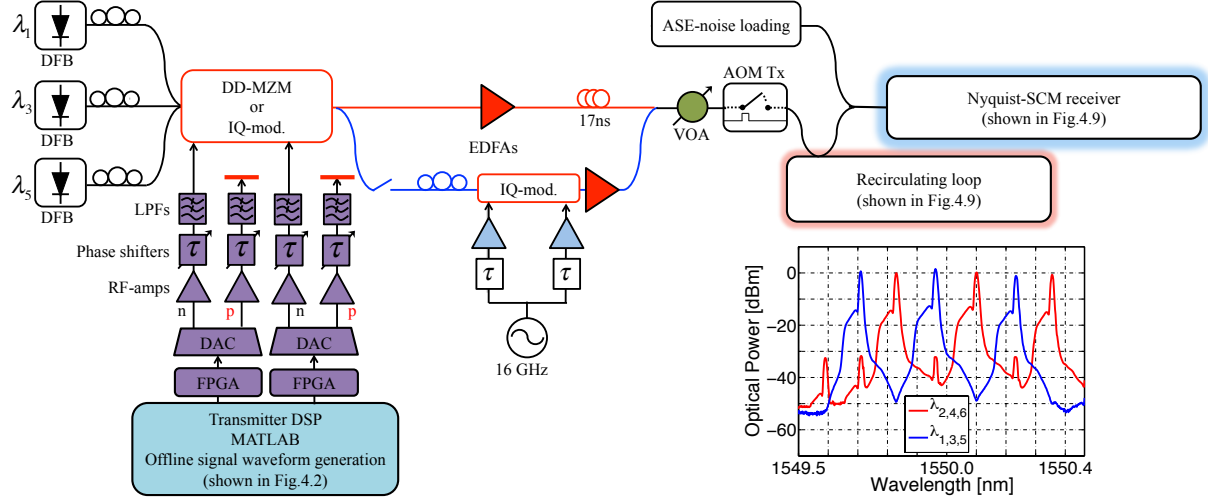 λ1
DFB
λ3
DFB
λ5
DFB
DD-MZM
or
IQ-mod.
LPFs
Phase shifters
τ τ τ τ
RF-amps
n p n p
DAC DAC
FPGA FPGA
Transmitter DSP
MATLAB
Offline signal waveform generation
(shown in Fig.4.2)
EDFAs
17ns
IQ-mod.
τ τ
16 GHz
VOA
AOM Tx
ASE-noise loading
Nyquist-SCM receiver
(shown in Fig.4.9)
Recirculating loop
(shown in Fig.4.9)
Optical Power [dBm]
0
−20
−40
−60
λ2,4,6
λ1,3,5
1549.5 1550.0 1550.4
Wavelength [nm]